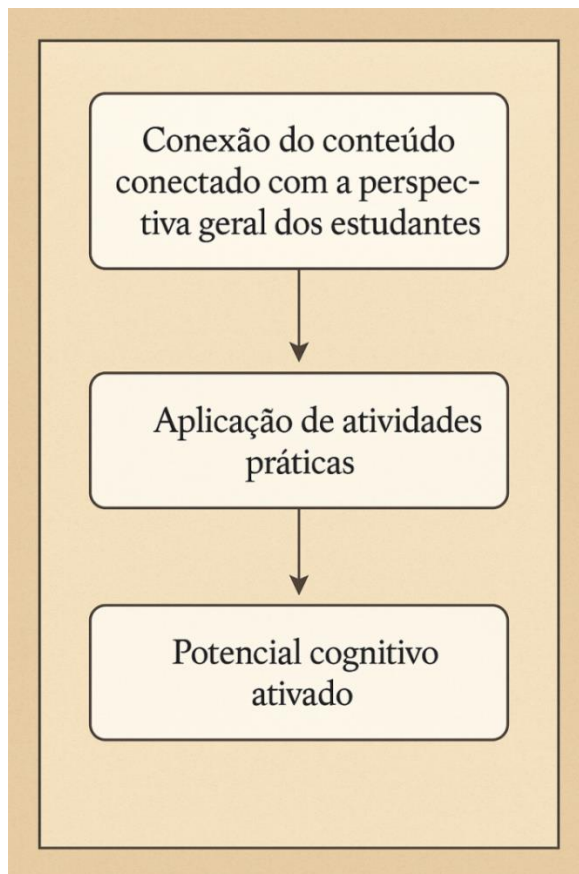 Conexão do conteúdo
conectado com a perspec-
tiva geral dos estudantes
Aplicação de atividades
práticas
Potencial cognitivo
ativado